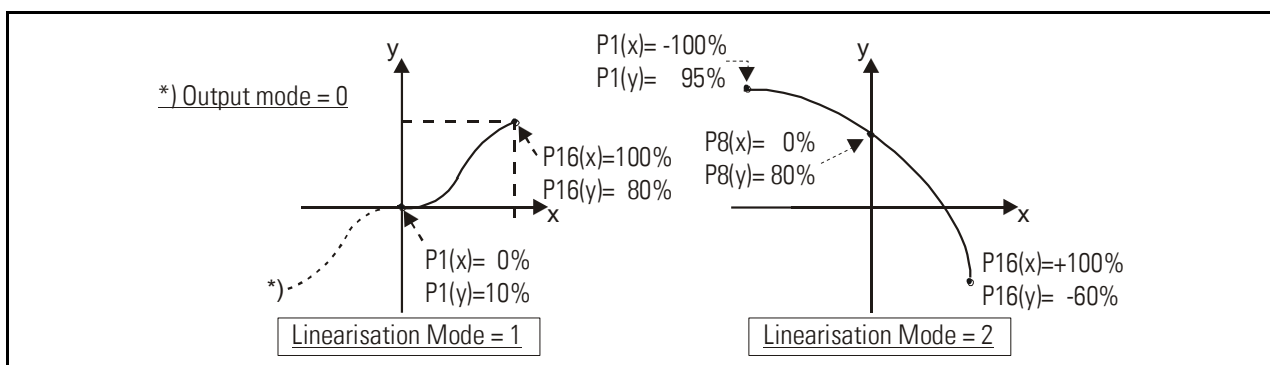 *) Output mode = 0
y
x
P16(x)=100%
P16(y)= 80%
P1(x)= 0%
P1(y)=10%
*)
Linearisation Mode = 1
P1(x)= -100%
P1(y)= 95%
y
P8(x)= 0%
P8(y)= 80%
x
P16(x)=+100%
P16(y)= -60%
Linearisation Mode = 2